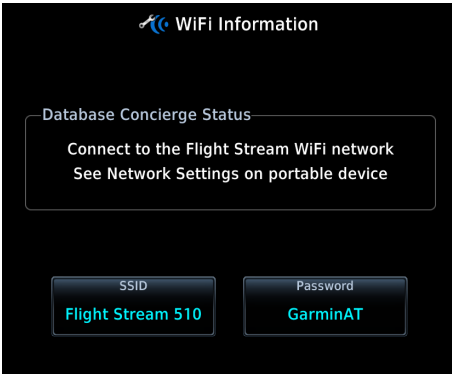 WiFi Information
Database Concierge Status
Connect to the Flight Stream WiFi network
See Network Settings on portable device
SSID
Flight Stream 510
Password
GarminAT